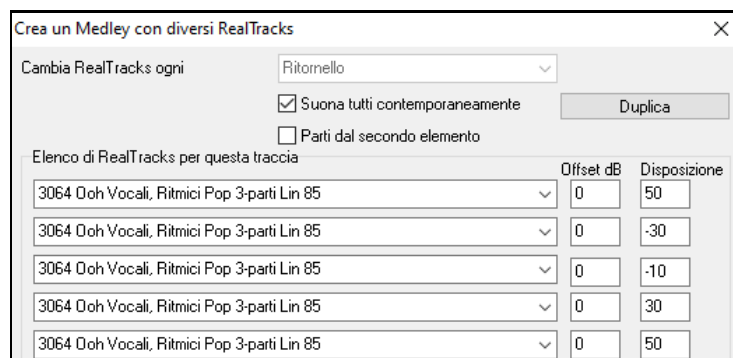 Crea un Medley con diversi RealTracks
Cambia RealTracks ogni Ritornello
Suona tutti contemporaneamente Duplica
Parti dal secondo elemento
Elenco di RealTracks per questa traccia Offset dB Disposizione
3064 Ooh Vocali, Ritmici Pop 3-parti Lin 85 0 50
3064 Ooh Vocali, Ritmici Pop 3-parti Lin 85 0 -30
3064 Ooh Vocali, Ritmici Pop 3-parti Lin 85 0 -10
3064 Ooh Vocali, Ritmici Pop 3-parti Lin 85 0 30
3064 Ooh Vocali, Ritmici Pop 3-parti Lin 85 0 50